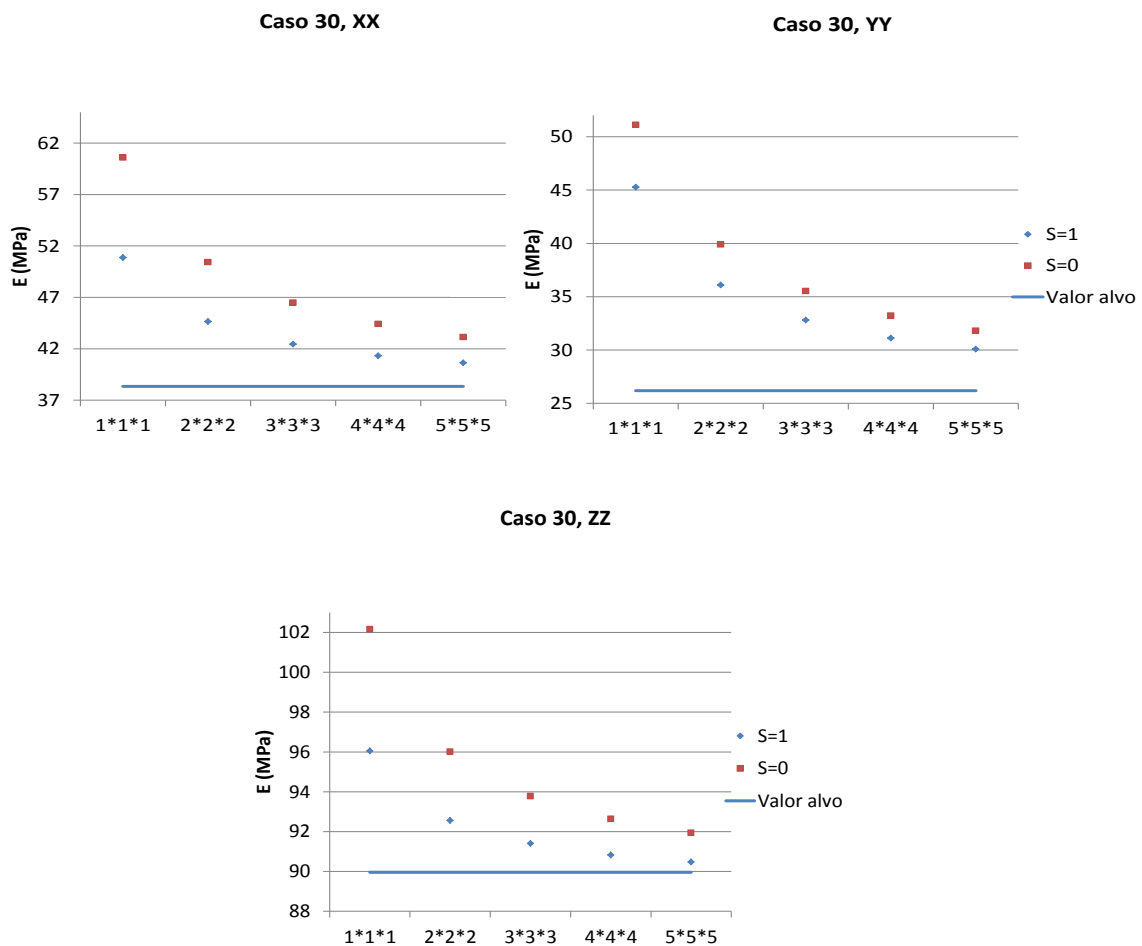 Caso 30, XX
E (MPa)
62
57
52
47
42
37
1*1*1 2*2*2 3*3*3 4*4*4 5*5*5
Caso 30, YY
E (MPa)
50
45
40
35
30
25
1*1*1 2*2*2 3*3*3 4*4*4 5*5*5
S=1
S=0
Valor alvo
Caso 30, ZZ
E (MPa)
102
100
98
96
94
92
90
88
1*1*1 2*2*2 3*3*3 4*4*4 5*5*5
S=1
S=0
Valor alvo